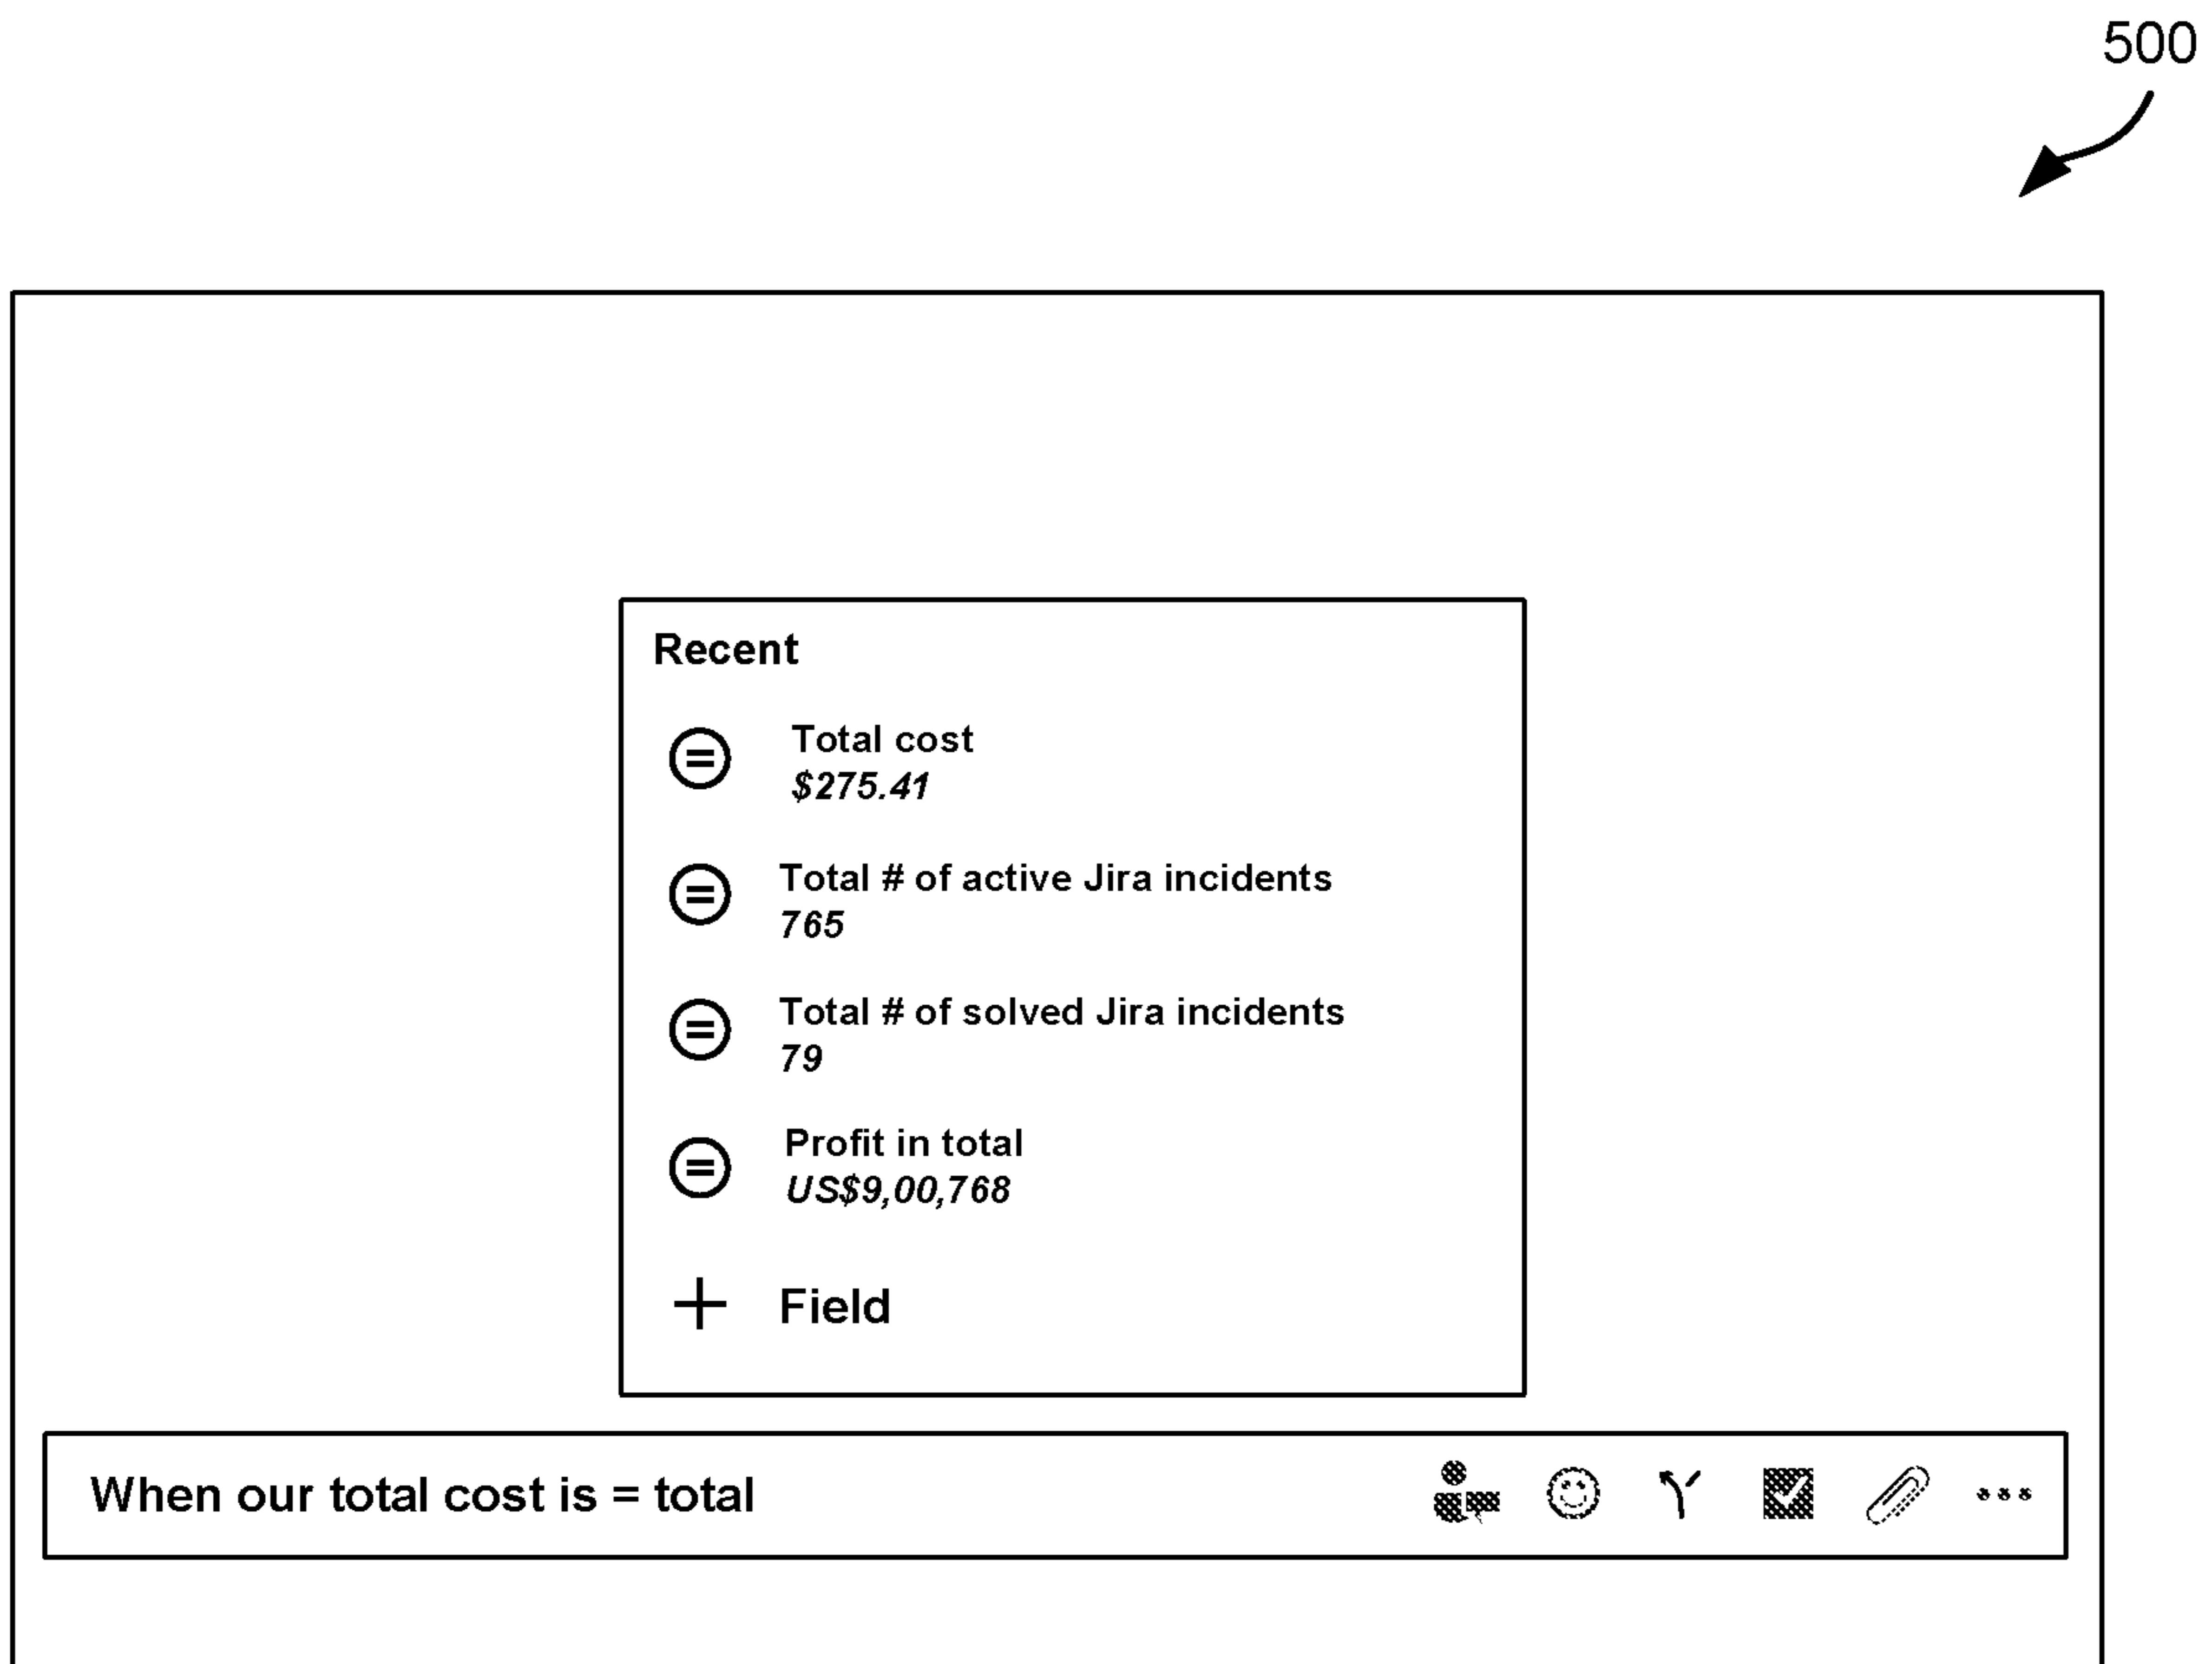 500
Recent
Total cost
$275.41
Total # of active Jira incidents
765
Total # of solved Jira incidents
79
Profit in total
US$9,00,768
+ Field
When our total cost is = total